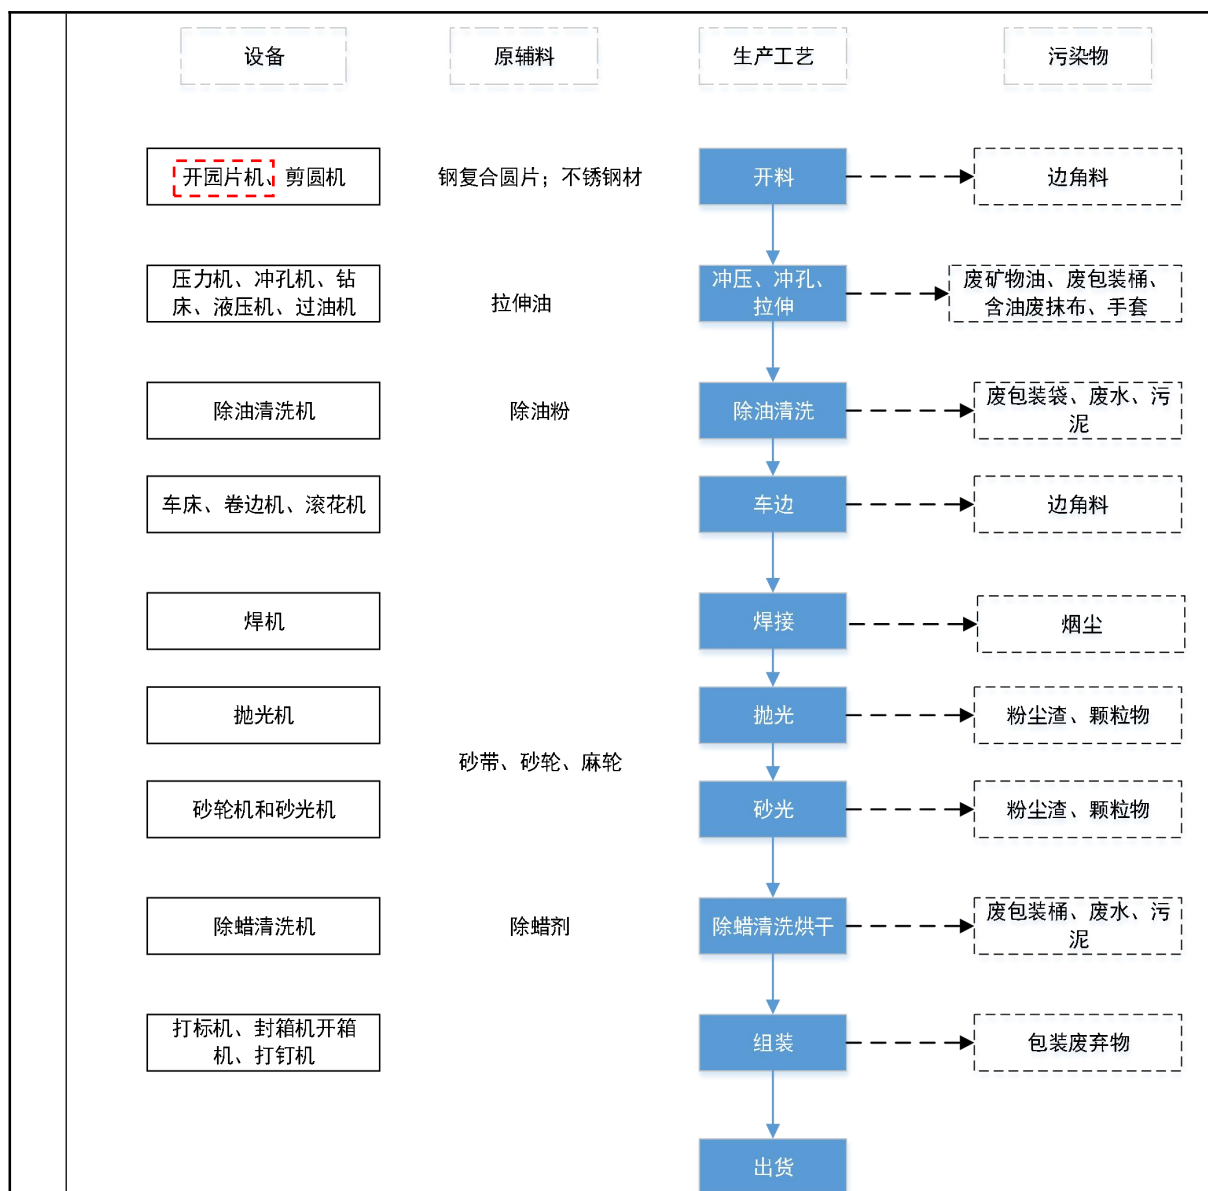 设备
原辅料
生产工艺
污染物
开园片机、剪圆机
钢复合圆片；不锈钢材
开料
边角料
压力机、冲孔机、钻
床、液压机、过油机
拉伸油
冲压、冲孔、
拉伸
废矿物油、废包装桶、
含油废抹布、手套
除油清洗机
除油粉
除油清洗
废包装袋、废水、污
泥
车床、卷边机、滚花机
车边
边角料
焊机
焊接
烟尘
抛光机
抛光
粉尘渣、颗粒物
砂带、砂轮、麻轮
砂轮机和砂光机
砂光
粉尘渣、颗粒物
除蜡清洗机
除蜡剂
除蜡清洗烘干
废包装桶、废水、污
泥
打标机、封箱机开箱
机、打钉机
组装
包装废弃物
出货